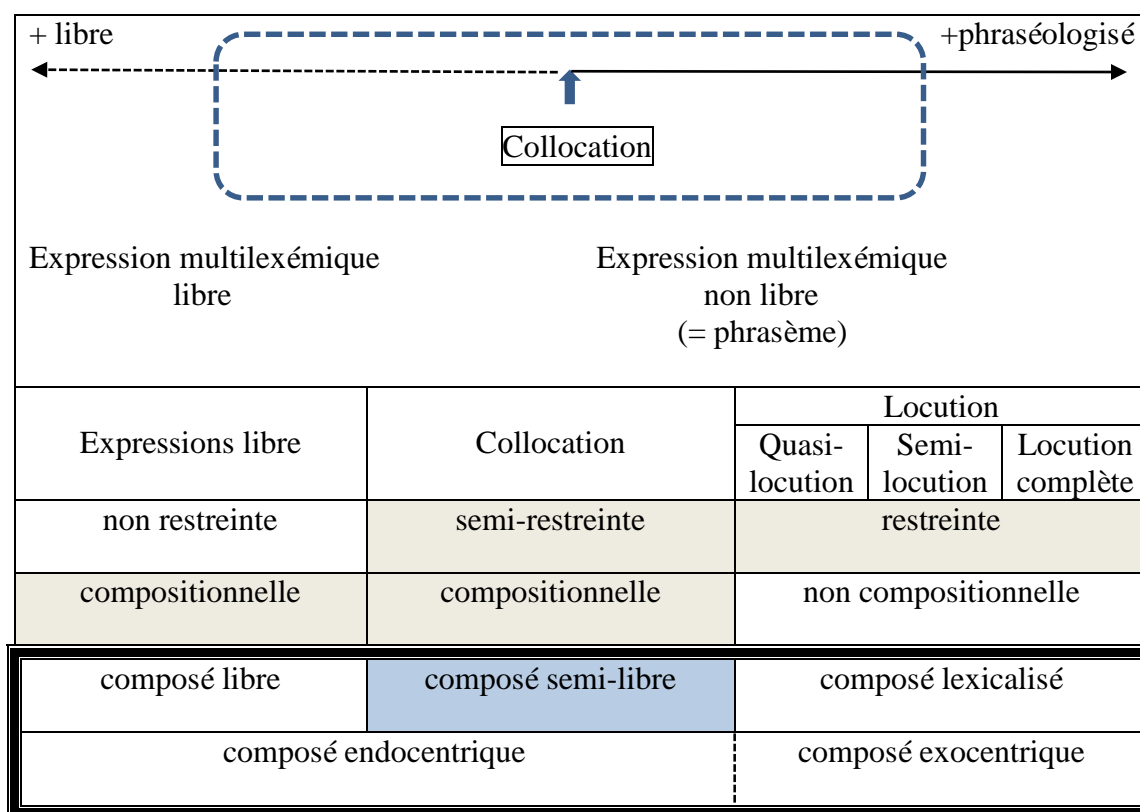 + libre +phraséologisé
Collocation
Expression multilexémique Expression multilexémique
libre non libre
(= phrasème)
Expressions libre Collocation Locution
Quasi- Semi- Locution
locution locution complète
non restreinte semi-restreinte restreinte
compositionnelle compositionnelle non compositionnelle
composé libre composé semi-libre composé lexicalisé
composé endocentrique composé exocentrique